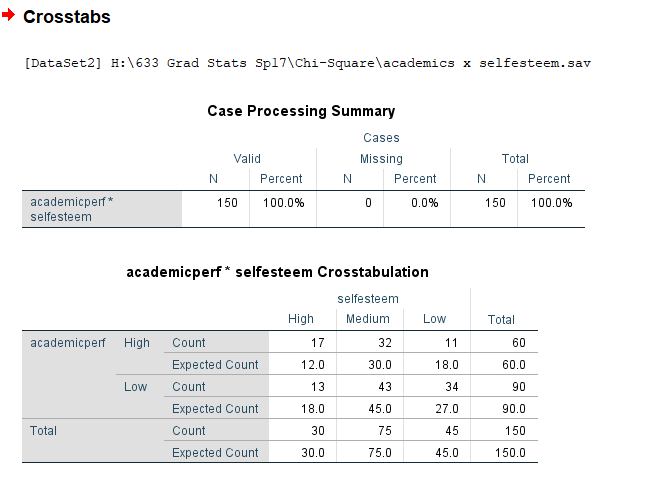 Crosstabs
[DataSet2] H:\633 Grad Stats Sp17\Chi-Square\academics x selfesteem.sav
Case Processing Summary
Cases
Valid Missing Total
N Percent N Percent N Percent
academicperf * selfesteem 150 100.0% 0 0.0% 150 100.0%
academicperf * selfesteem Crosstabulation
selfesteem
High Medium Low Total
academicperf High Count 17 32 11 60
Expected Count 12.0 30.0 18.0 60.0
Low Count 13 43 34 90
Expected Count 18.0 45.0 27.0 90.0
Total Count 30 75 45 150
Expected Count 30.0 75.0 45.0 150.0